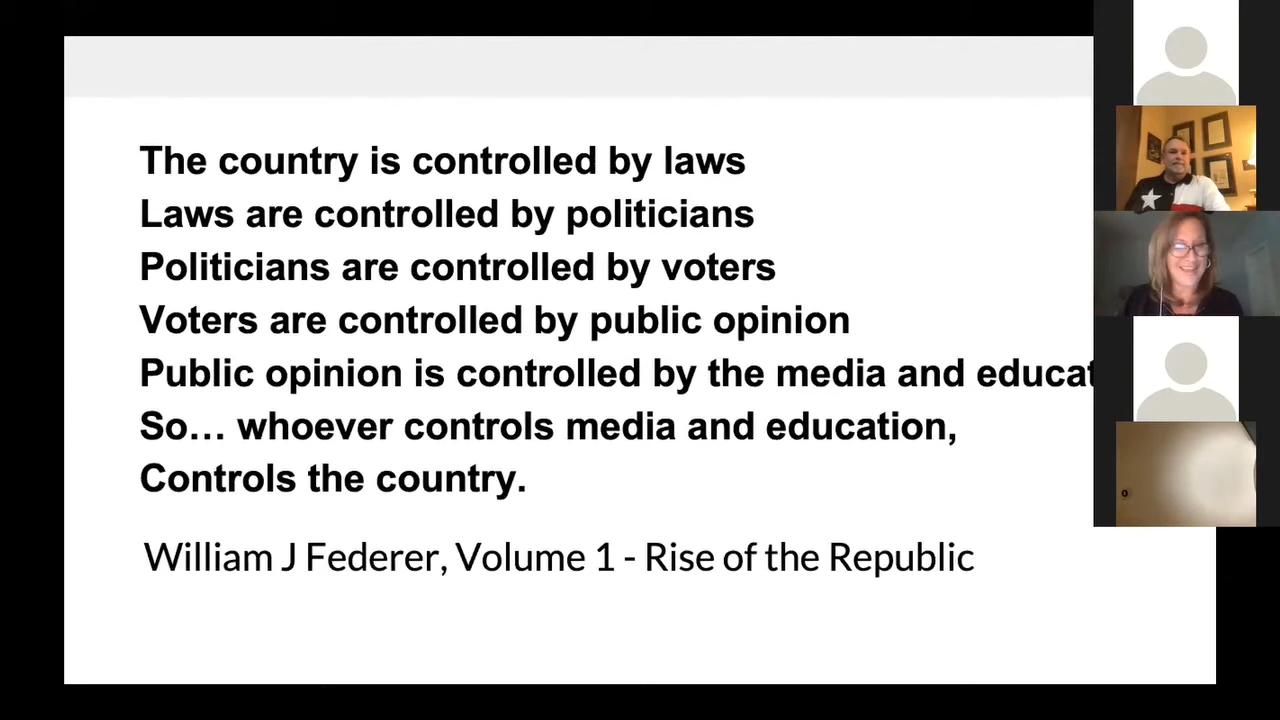 The country is controlled by laws
Laws are controlled by politicians
Politicians are controlled by voters
Voters are controlled by public opinion
Public opinion is controlled by the media and educat
So... whoever controls media and education,
Controls the country.
William J Federer, Volume 1 - Rise of the Republic